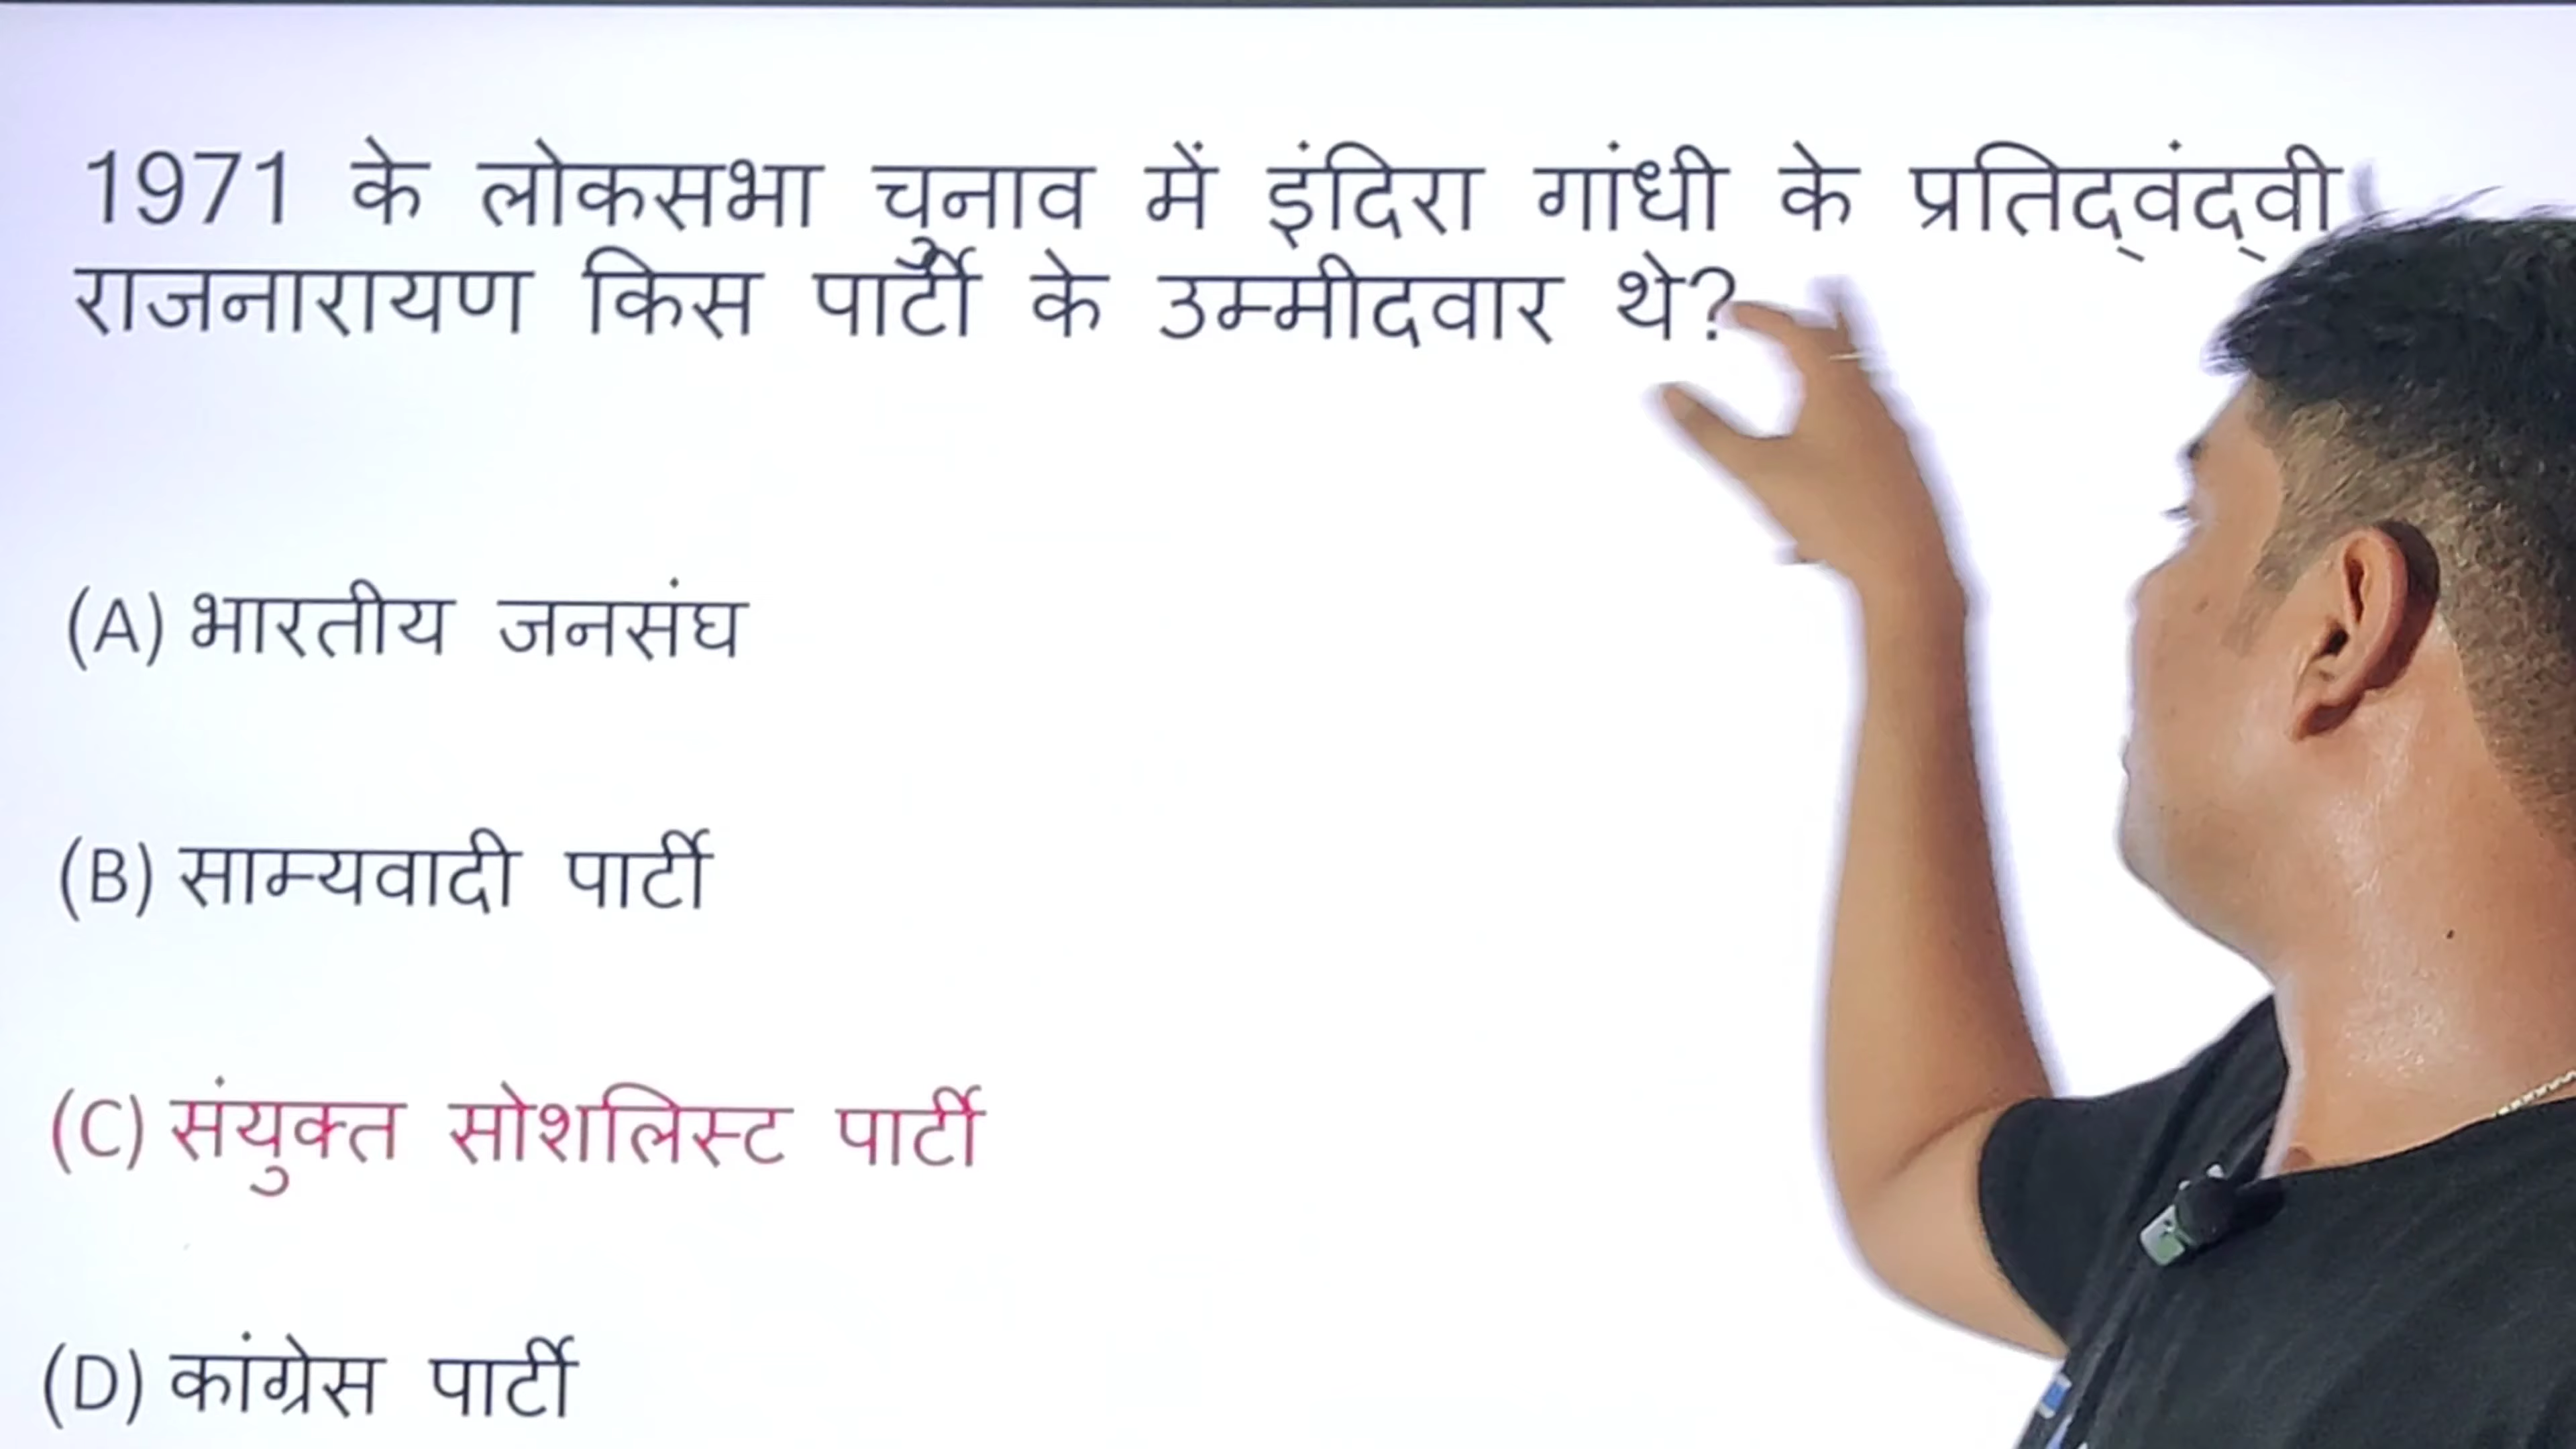 1971 के लोकसभा चुनाव में इंदिरा गांधी के प्रतिद्वंद्वी
राजनारायण किस पार्टी के उम्मीदवार थे?
(A) भारतीय जनसंघ
(B) साम्यवादी पार्टी
(C) संयुक्त सोशलिस्ट पार्टी
(D) कांग्रेस पार्टी